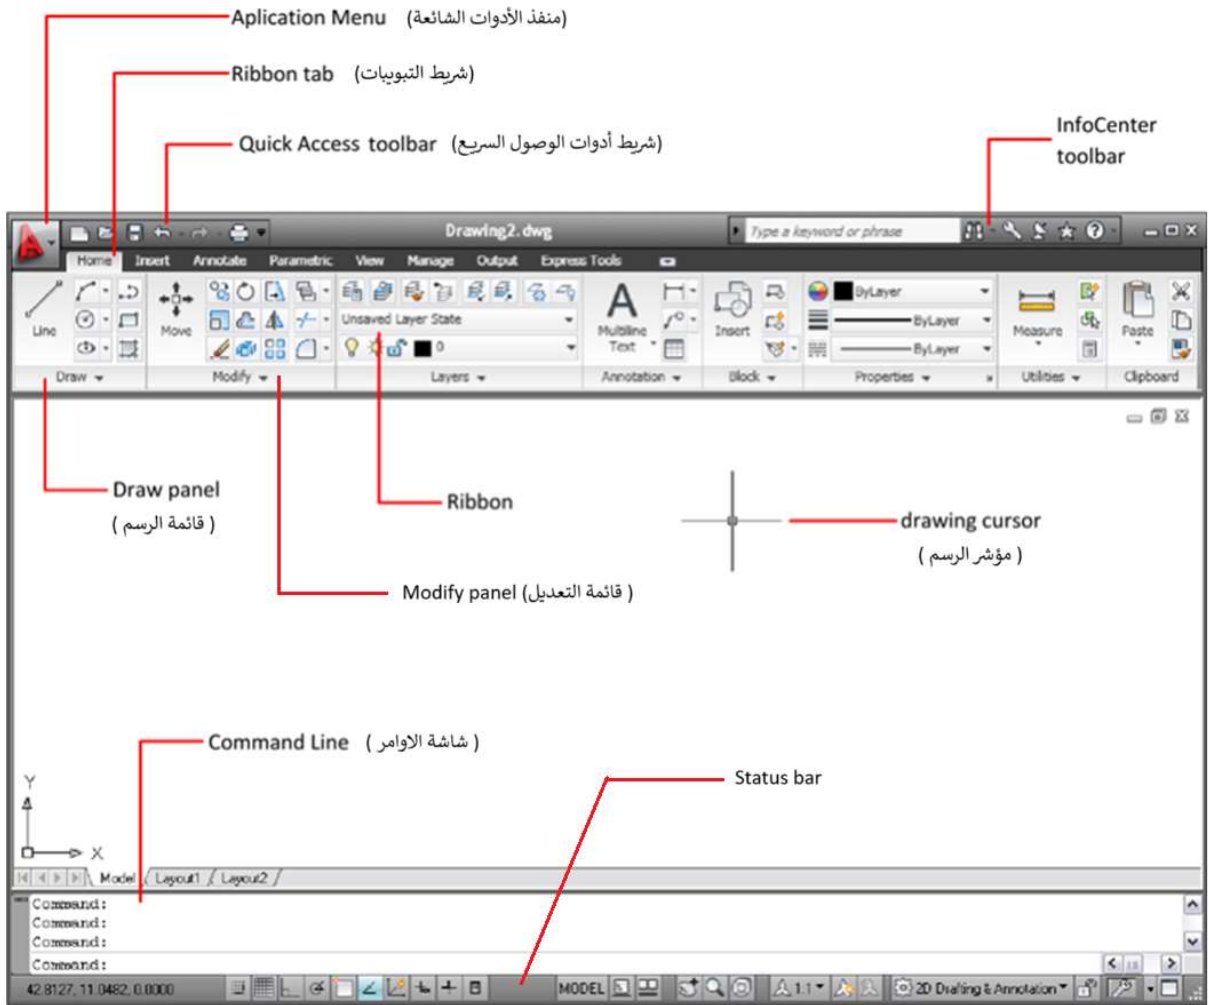 Aplication Menu (منفذ الأدوات الشائعة)
Ribbon tab (شريط التبويبات)
Quick Access toolbar (شريط أدوات الوصول السريع)
InfoCenter
toolbar
Drawing2.dwg
Type a keyword or phrase
Home Insert Annotate Parametric View Manage Output Express Tools
ByLayer
Unsaved Layer State
ByLayer
Line
Move
Multiline
Text
Insert
Measure
Paste
0
ByLayer
Draw Modify Layers Annotation Block Properties Utilities Clipboard
Draw panel
( قائمة الرسم )
Ribbon
drawing cursor
( مؤشر الرسم )
Modify panel (قائمة التعديل )
Command Line ( شاشة الاوامر )
Status bar
Y
X
Model Layout1 Layout2
Command:
Command:
Command:
Command:
42.8127, 11.0482, 0.0000
MODEL
1:1
2D Drafting & Annotation